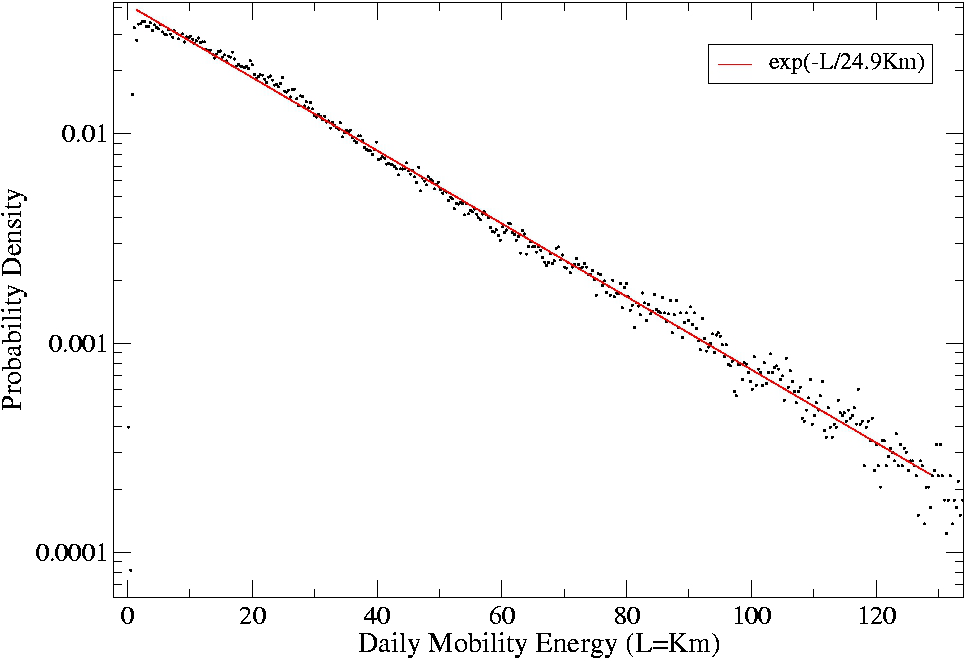 exp(-L/24.9Km)
0.01
0.001
0.0001
Probability Density
0 20 40 60 80 100 120
Daily Mobility Energy (L=Km)